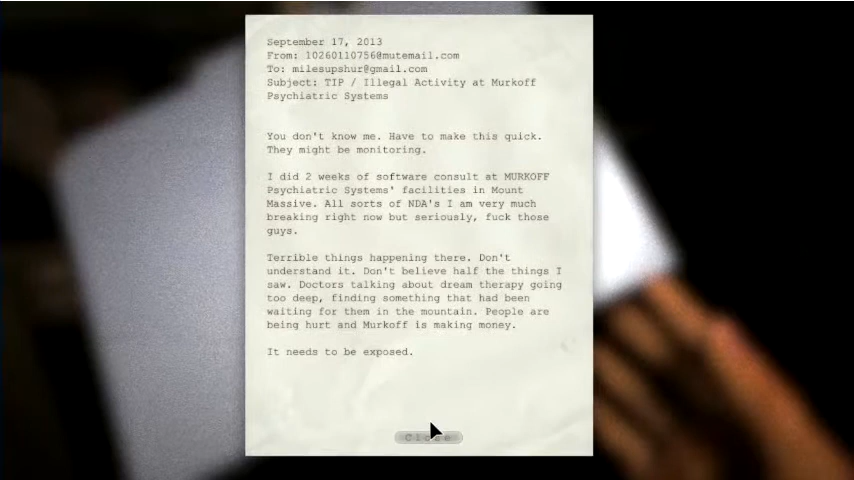 September 17, 2013
From: 10260110756@mutemail.com
To: milesupshur@gmail.com
Subject: TIP / Illegal Activity at Murkoff
Psychiatric Systems
You don't know me. Have to make this quick.
They might be monitoring.
I did 2 weeks of software consult at MURKOFF
Psychiatric Systems' facilities in Mount
Massive. All sorts of NDA's I am very much
breaking right now but seriously, fuck those
guys.
Terrible things happening there. Don't
understand it. Don't believe half the things I
saw. Doctors talking about dream therapy going
too deep, finding something that had been
waiting for them in the mountain. People are
being hurt and Murkoff is making money.
It needs to be exposed.
Close